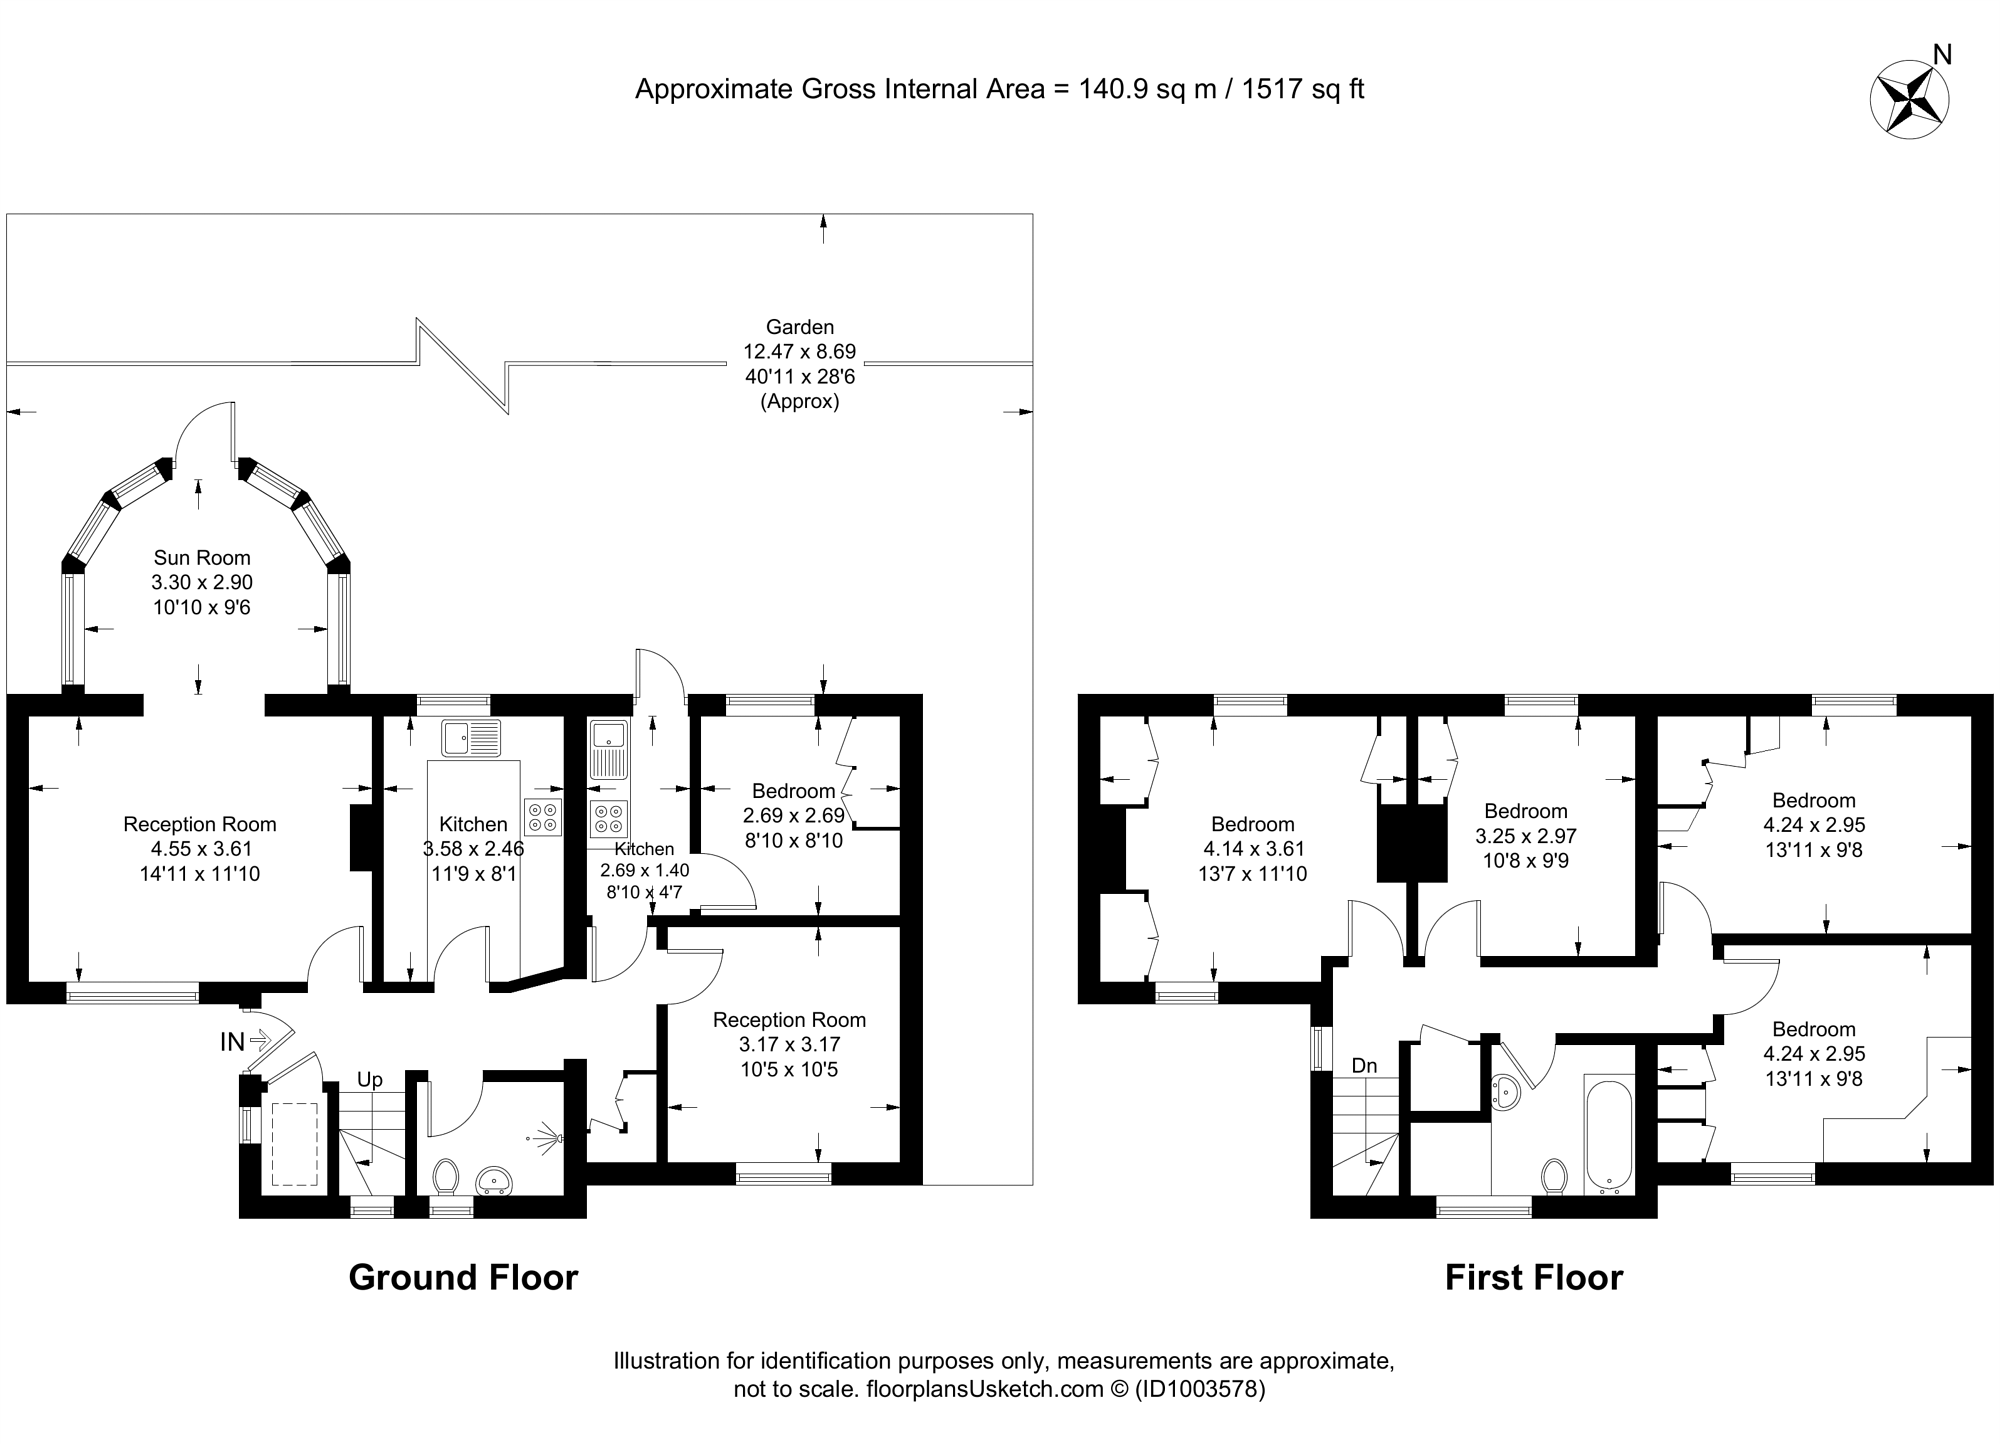 Approximate Gross Internal Area = 140.9 sq m / 1517 sq ft
N
Garden
12.47 x 8.69
40'11 x 28'6
(Approx)
Sun Room
3.30 x 2.90
10'10 x 9'6
Reception Room
4.55 x 3.61
14'11 x 11'10
Kitchen
3.58 x 2.46
11'9 x 8'1
Kitchen
2.69 x 1.40
8'10 x 4'7
Bedroom
2.69 x 2.69
8'10 x 8'10
Reception Room
3.17 x 3.17
10'5 x 10'5
IN
Up
Ground Floor
Bedroom
4.14 x 3.61
13'7 x 11'10
Bedroom
3.25 x 2.97
10'8 x 9'9
Bedroom
4.24 x 2.95
13'11 x 9'8
Bedroom
4.24 x 2.95
13'11 x 9'8
Dn
First Floor
Illustration for identification purposes only, measurements are approximate,
not to scale. floorplansUsketch.com © (ID1003578)